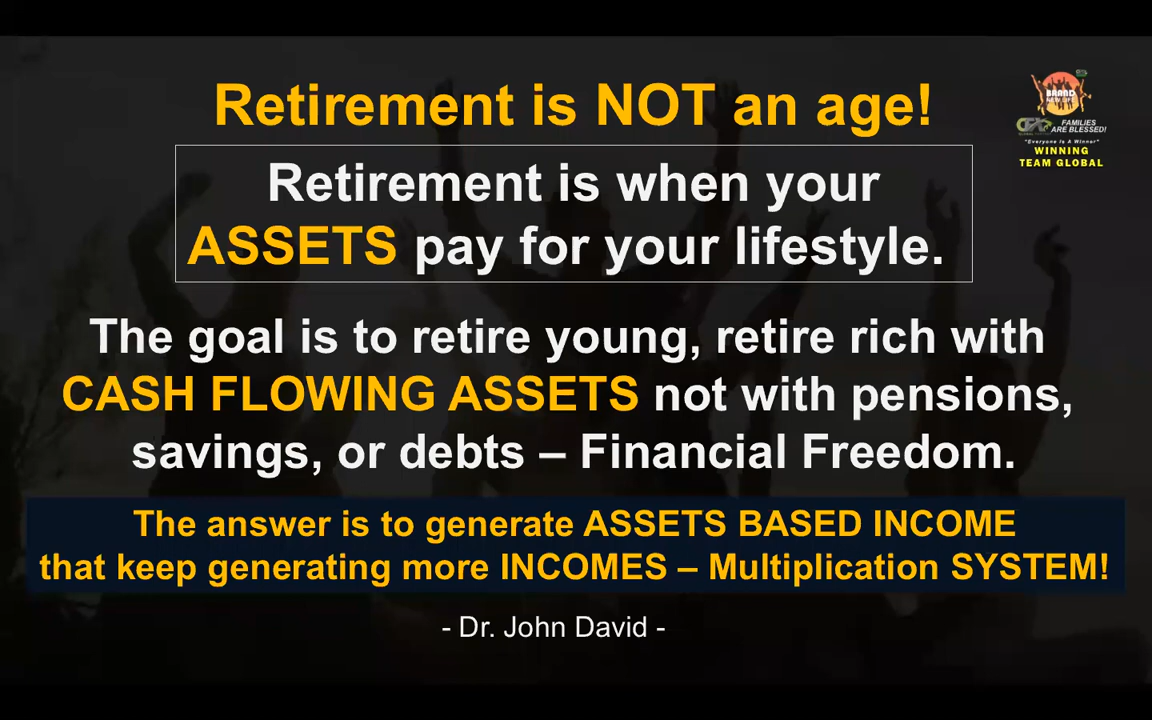 Retirement is NOT an age!
Retirement is when your
ASSETS pay for your lifestyle.
The goal is to retire young, retire rich with
CASH FLOWING ASSETS not with pensions,
savings, or debts – Financial Freedom.
The answer is to generate ASSETS BASED INCOME
that keep generating more INCOMES – Multiplication SYSTEM!
- Dr. John David -
BRAND
NEW LIFE
FAMILIES
ARE BLESSED!
"Everyone Is A Winner"
WINNING
TEAM GLOBAL